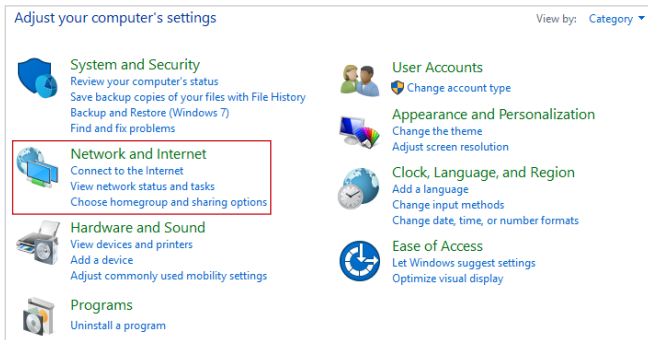 Adjust your computer's settings
View by: Category
System and Security
Review your computer's status
Save backup copies of your files with File History
Backup and Restore (Windows 7)
Find and fix problems
Network and Internet
Connect to the Internet
View network status and tasks
Choose homegroup and sharing options
Hardware and Sound
View devices and printers
Add a device
Adjust commonly used mobility settings
Programs
Uninstall a program
User Accounts
Change account type
Appearance and Personalization
Change the theme
Adjust screen resolution
Clock, Language, and Region
Add a language
Change input methods
Change date, time, or number formats
Ease of Access
Let Windows suggest settings
Optimize visual display